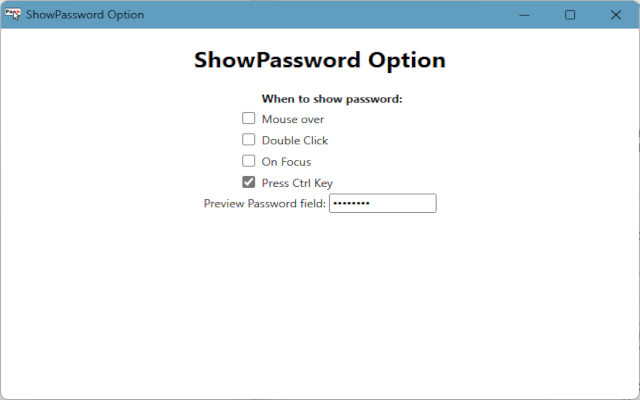 ShowPassword Option
ShowPassword Option
When to show password:
Mouse over
Double Click
On Focus
Press Ctrl Key
Preview Password field: ••••••••